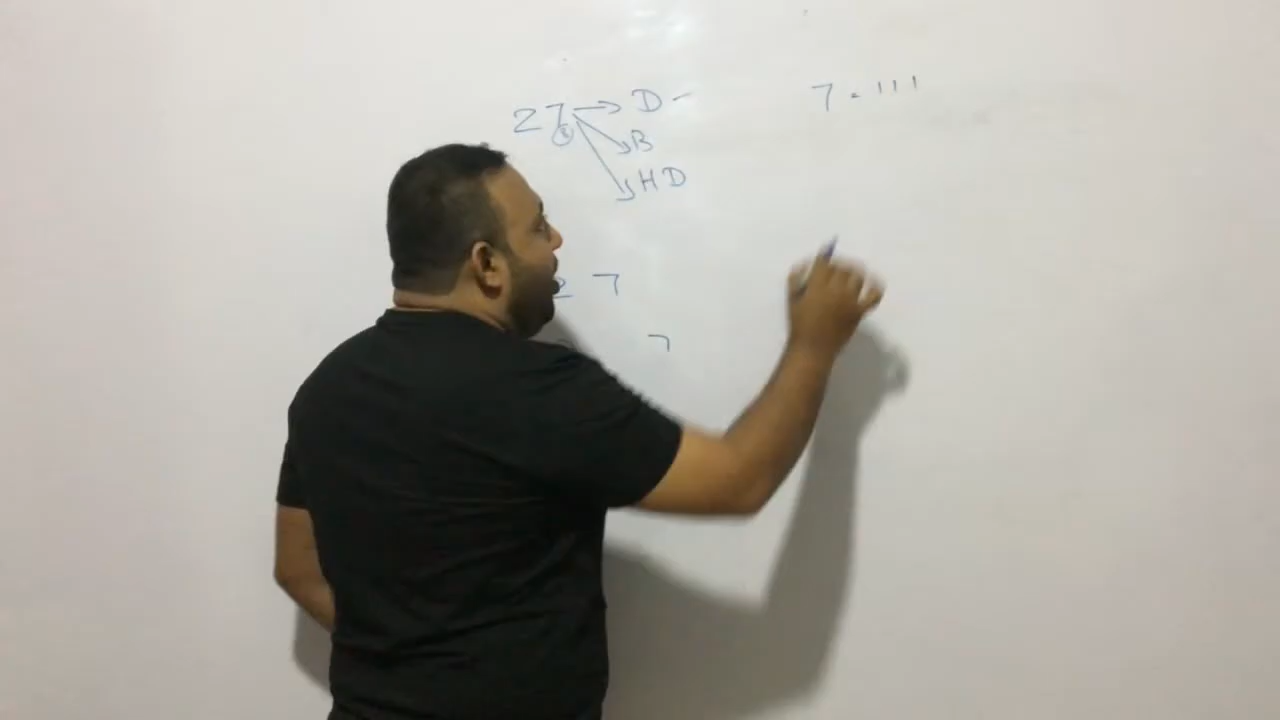 27 → D –
(8) B
HD
7 = 111
2 7
7